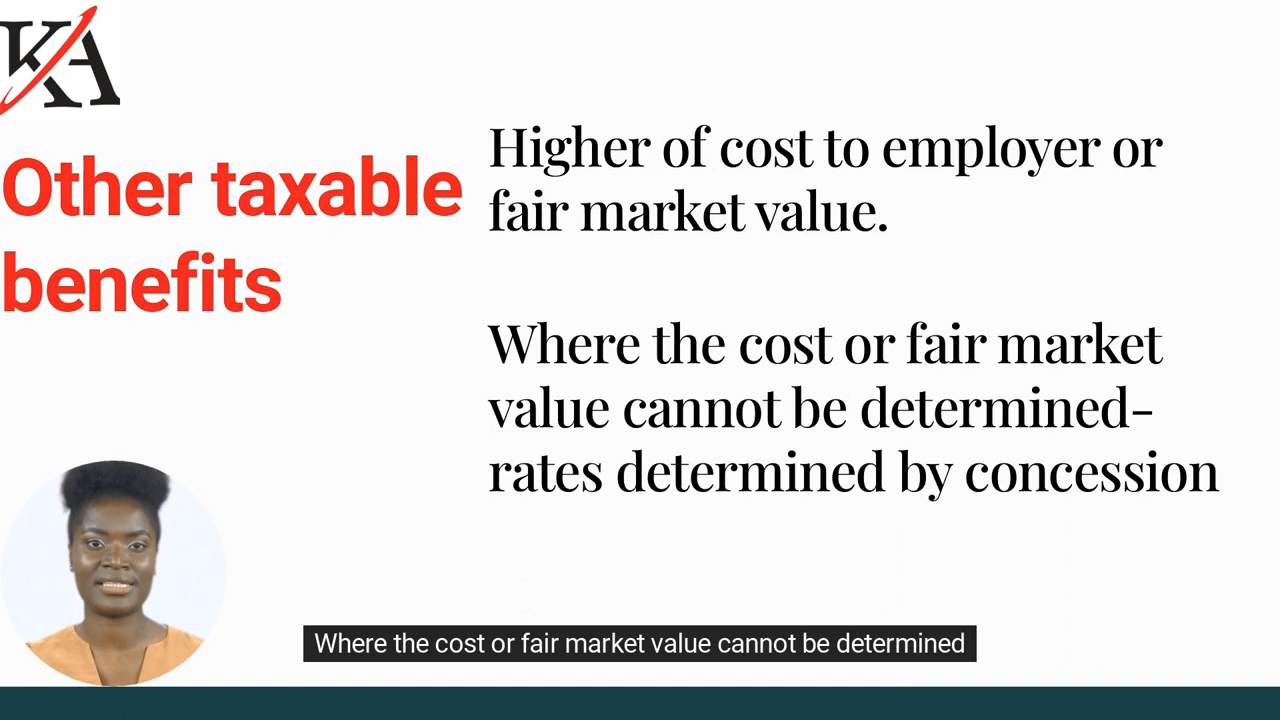 KA
Other taxable
benefits
Higher of cost to employer or
fair market value.
Where the cost or fair market
value cannot be determined-
rates determined by concession
Where the cost or fair market value cannot be determined